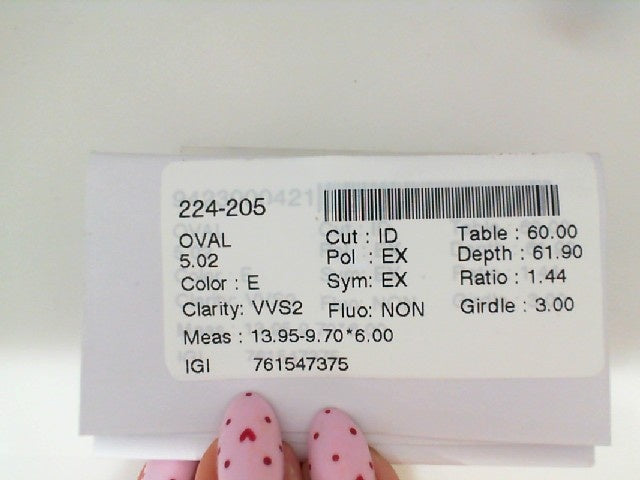 224-205
OVAL
5.02
Color : E
Clarity: VVS2
Cut : ID
Pol : EX
Sym: EX
Fluo: NON
Table : 60.00
Depth : 61.90
Ratio : 1.44
Girdle : 3.00
Meas : 13.95-9.70*6.00
IGI 761547375